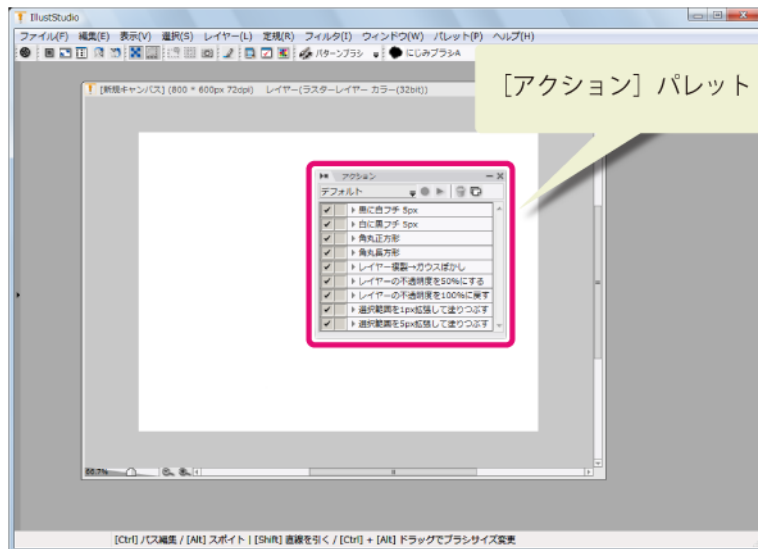 IllustStudio
ファイル(F) 編集(E) 表示(V) 選択(S) レイヤー(L) 定規(R) フィルタ(I) ウィンドウ(W) パレット(P) ヘルプ(H)
パターンブラシ にじみブラシA
[アクション] パレット
[新規キャンバス] (800 * 600px 72dpi) レイヤー(ラスターレイヤー カラー(32bit))
アクション
デフォルト
黒に白フチ 5px
白に黒フチ 5px
角丸正方形
角丸長方形
レイヤー複製→ガウスぼかし
レイヤーの不透明度を50%にする
レイヤーの不透明度を100%に戻す
選択範囲を1px拡張して塗りつぶす
選択範囲を5px拡張して塗りつぶす
[Ctrl] パス編集 / [Alt] スポイト | [Shift] 直線を引く / [Ctrl] + [Alt] ドラッグでブラシサイズ変更